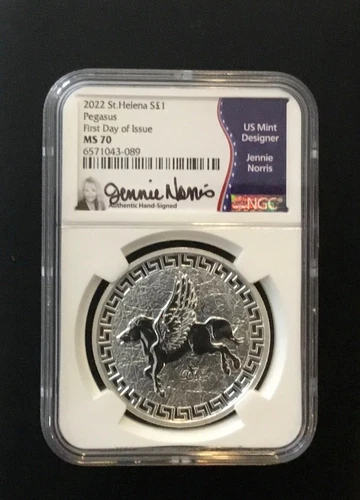 2022 St.Helena S£1
Pegasus
First Day of Issue
MS 70
6571043-089
US Mint
Designer
Jennie
Norris
Jennie Norris
Authentic Hand-Signed
NGC